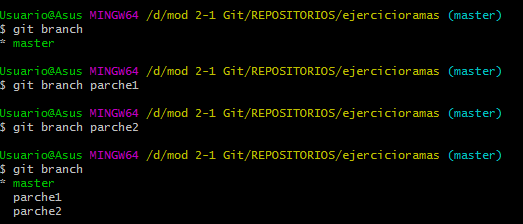 Usuario@Asus MINGW64 /d/mod 2-1 Git/REPOSITORIOS/ejercicioramas (master)
$ git branch
* master
Usuario@Asus MINGW64 /d/mod 2-1 Git/REPOSITORIOS/ejercicioramas (master)
$ git branch parche1
Usuario@Asus MINGW64 /d/mod 2-1 Git/REPOSITORIOS/ejercicioramas (master)
$ git branch parche2
Usuario@Asus MINGW64 /d/mod 2-1 Git/REPOSITORIOS/ejercicioramas (master)
$ git branch
* master
parche1
parche2